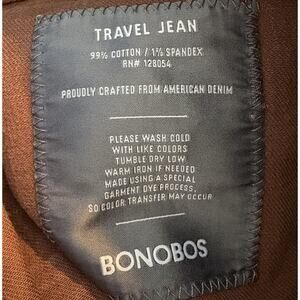 TRAVEL JEAN
99% COTTON / 1% SPANDEX
RN# 128054
PROUDLY CRAFTED FROM AMERICAN DENIM
PLEASE WASH COLD
WITH LIKE COLORS
TUMBLE DRY LOW
WARM IRON IF NEEDED
MADE USING A SPECIAL
GARMENT DYE PROCESS.
SO COLOR TRANSFER MAY OCCUR
BONOBOS